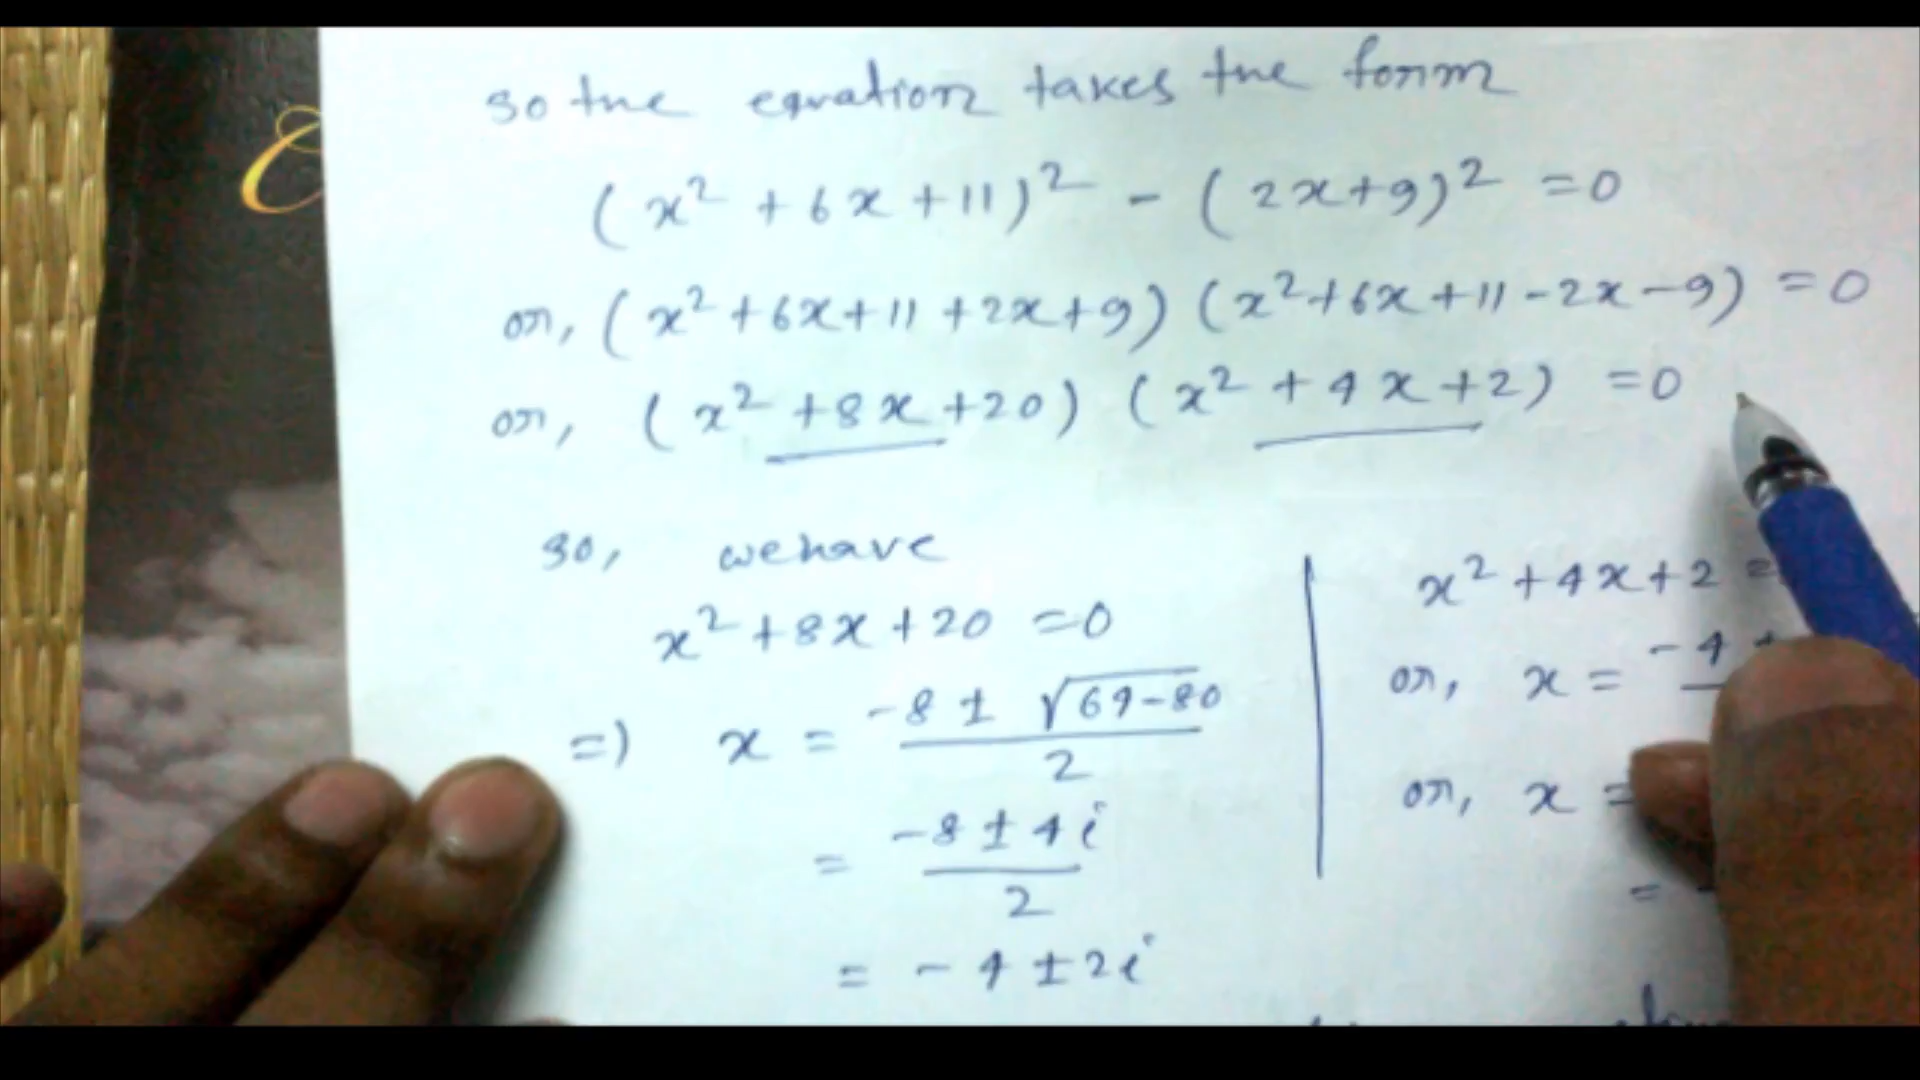 so the equation takes the form
(x² + 6x + 11)² - (2x+9)² = 0
or, (x² + 6x + 11 + 2x + 9) (x² + 6x + 11 - 2x - 9) = 0
or, (x² + 8x + 20) (x² + 4x + 2) = 0
so, we have
x² + 8x + 20 = 0
=) x = -8 ± √64-80 / 2
= -8 ± 4i / 2
= -4 ± 2i
x² + 4x + 2 =
or, x = -4 ±
or, x =
= -